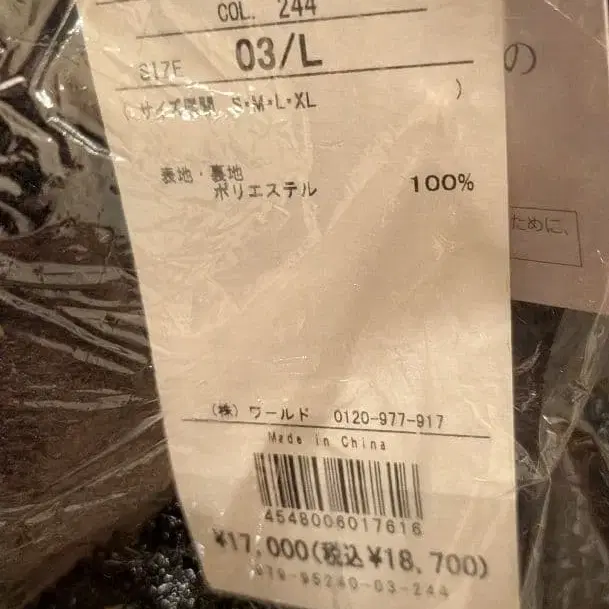 COL. 244
SIZE 03/L
(サイズ展開 S・M・L・XL)
の
表地・裏地
ポリエステル 100%
ために、
(株) ワールド 0120-977-917
Made in China
4548006017616
¥17,000(税込¥18,700)
079-95240-03-244